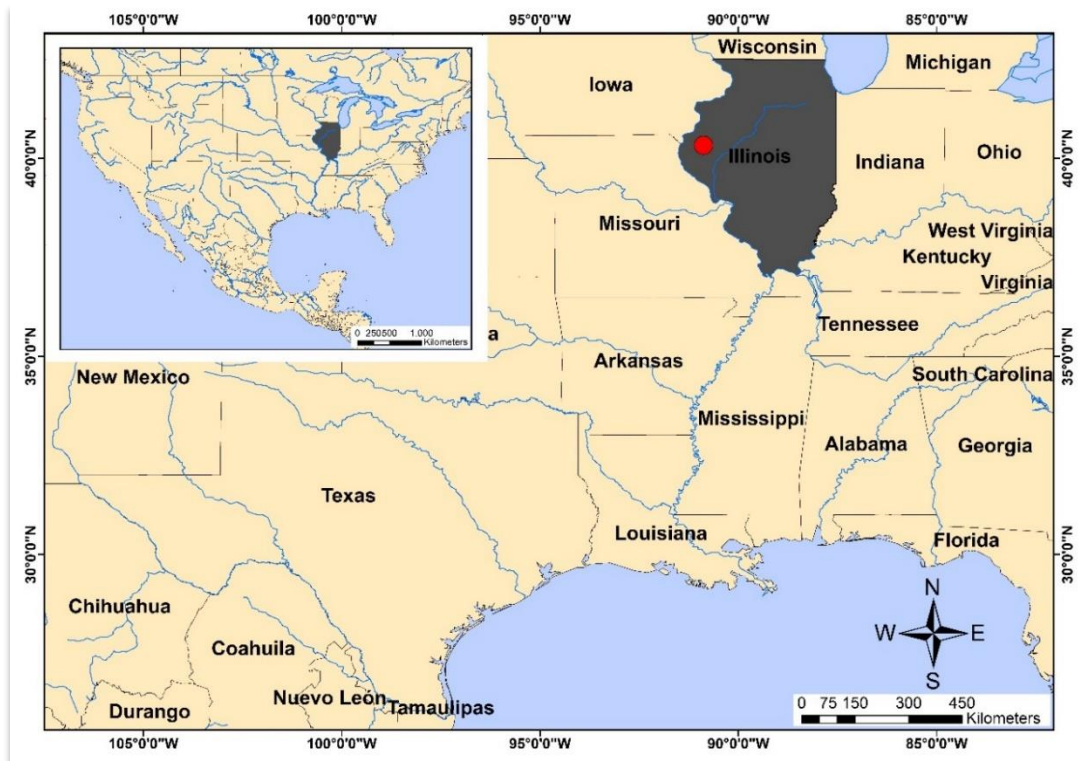 105°0'0"W 100°0'0"W 95°0'0"W 90°0'0"W 85°0'0"W
Wisconsin
Michigan
Iowa
40°0'0"N
Illinois
Indiana
Ohio
40°0'0"N
Missouri
West Virginia
Kentucky
Virginia
0 250500 1.000
Kilometers
a
Tennessee
35°0'0"N
Arkansas
35°0'0"N
New Mexico
South Carolina
Mississippi
Alabama
Georgia
Texas
Louisiana
Florida
30°0'0"N
30°0'0"N
Chihuahua
N
W E
S
Coahuila
Nuevo León
Tamaulipas
Durango
0 75 150 300 450
Kilometers
105°0'0"W 100°0'0"W 95°0'0"W 90°0'0"W 85°0'0"W